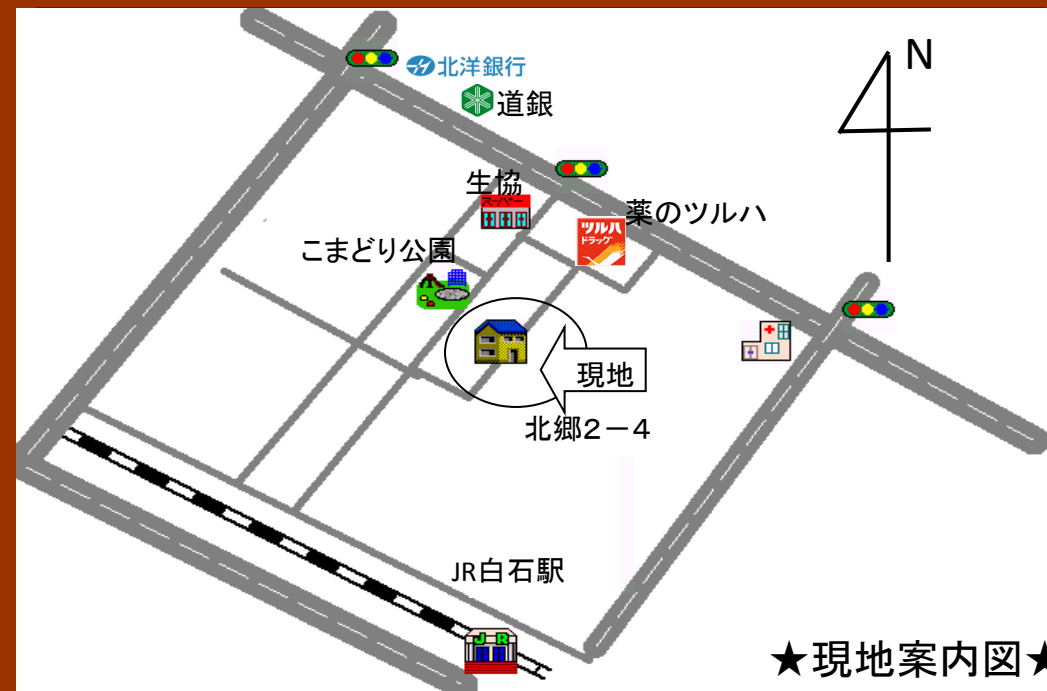 N
北洋銀行
道銀
生協
スーパー
薬のツルハ
ツルハ
ドラッグ
こまどり公園
現地
北郷2－4
JR白石駅
JR
★現地案内図★